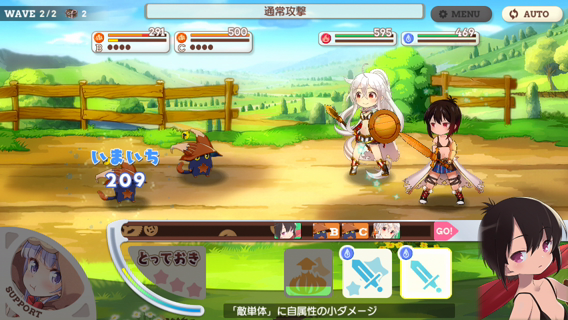 WAVE 2/2 2
通常攻撃
MENU
AUTO
291
B
500
C
595
469
いまいち
209
B C GO!
とっておき
SUPPORT
「敵単体」に自属性の小ダメージ